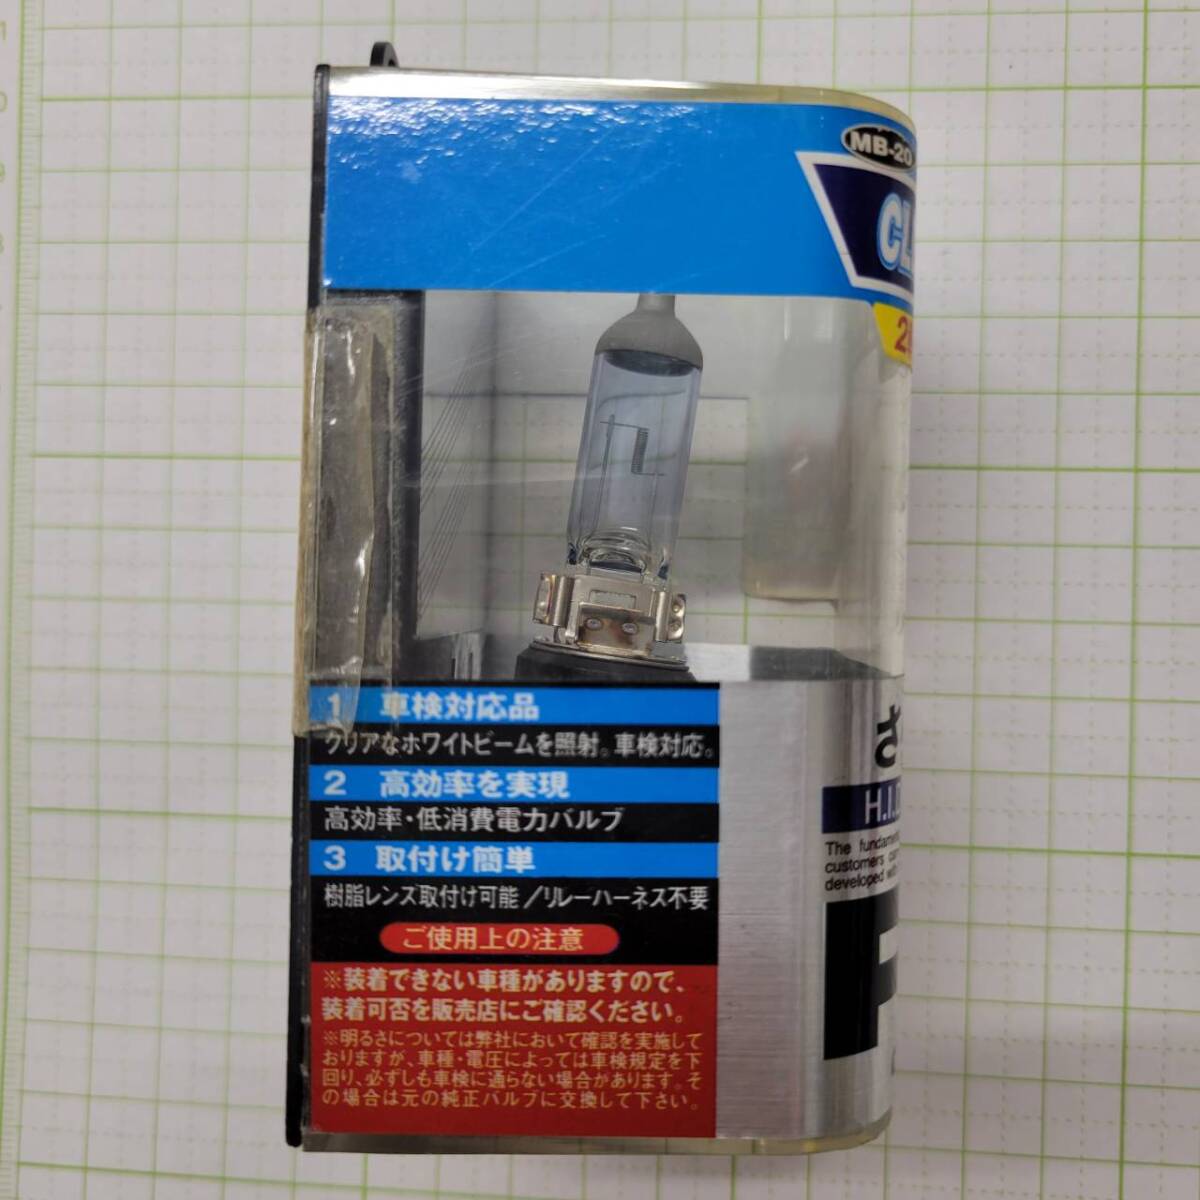 MB-20
CL
1 車検対応品
クリアなホワイトビームを照射。車検対応。
2 高効率を実現
高効率・低消費電力バルブ
3 取付け簡単
樹脂レンズ取付け可能/リレーハーネス不要
ご使用上の注意
※装着できない車種がありますので、
装着可否を販売店にご確認ください。
※明るさについては弊社において確認を実施して
おりますが、車種・電圧によっては車検規定を下
回り、必ずしも車検に通らない場合があります。そ
の場合は元の純正バルブに交換して下さい。
さ
H.I.D
The fundame
customers co
developed wi